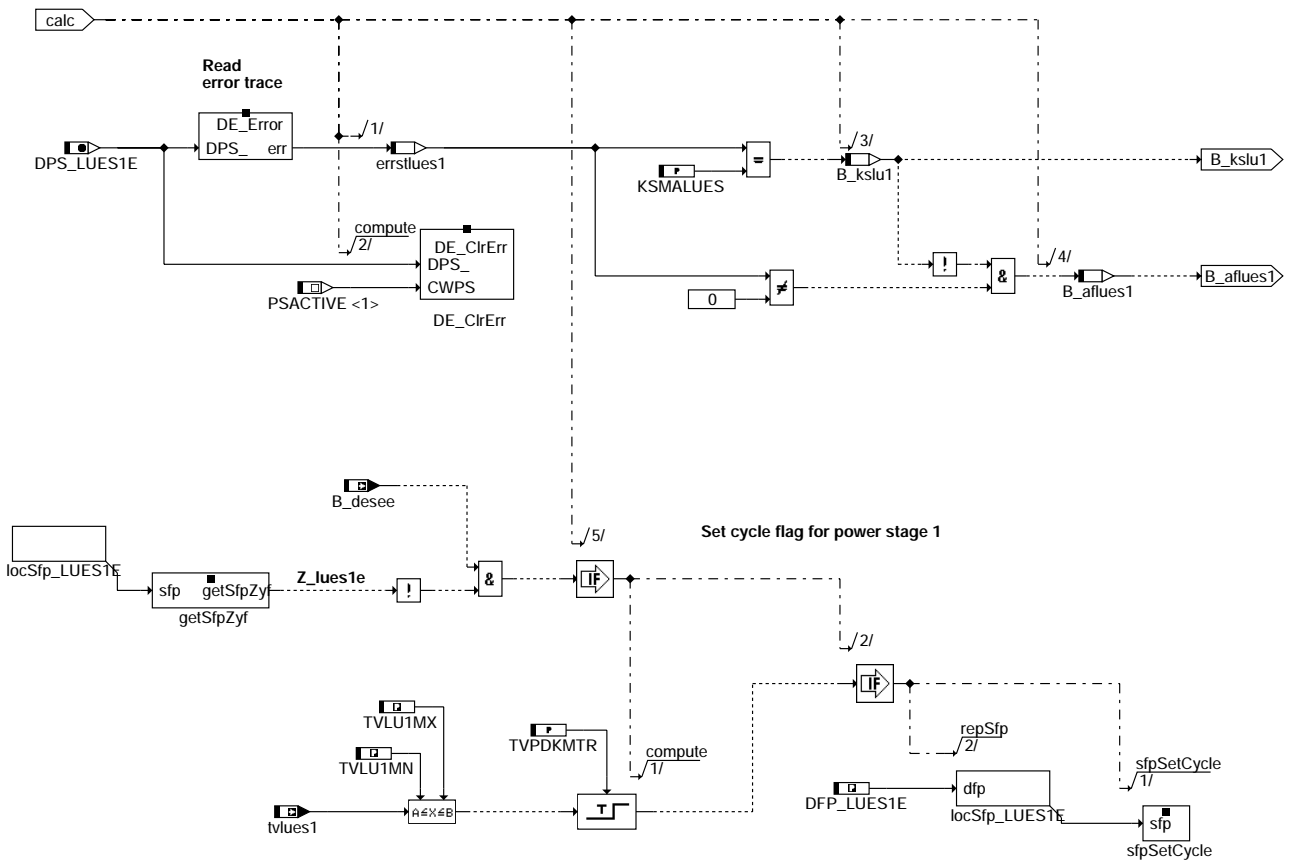 calc
Read
error trace
DE_Error
DPS_ err
/1/
/3/
DPS_LUES1E
errstlues1
=
B_kslu1
B_kslu1
KSMALUES
P
compute
2/
DE_ClrErr
DPS_
CWPS
PSACTIVE <1>
DE_ClrErr
0
≠
!
&
/4/
B_aflues1
B_aflues1
B_desee
/5/
Set cycle flag for power stage 1
locSfp_LUES1E
sfp getSfpZyf
getSfpZyf
Z_lues1e
!
&
IF
/2/
IF
TVLU1MX
P
TVLU1MN
P
TVPDKMTR
P
compute
1/
repSfp
2/
sfpSetCycle
1/
tvlues1
A≤X≤B
T
DFP_LUES1E
P
dfp
locSfp_LUES1E
sfp
sfpSetCycle